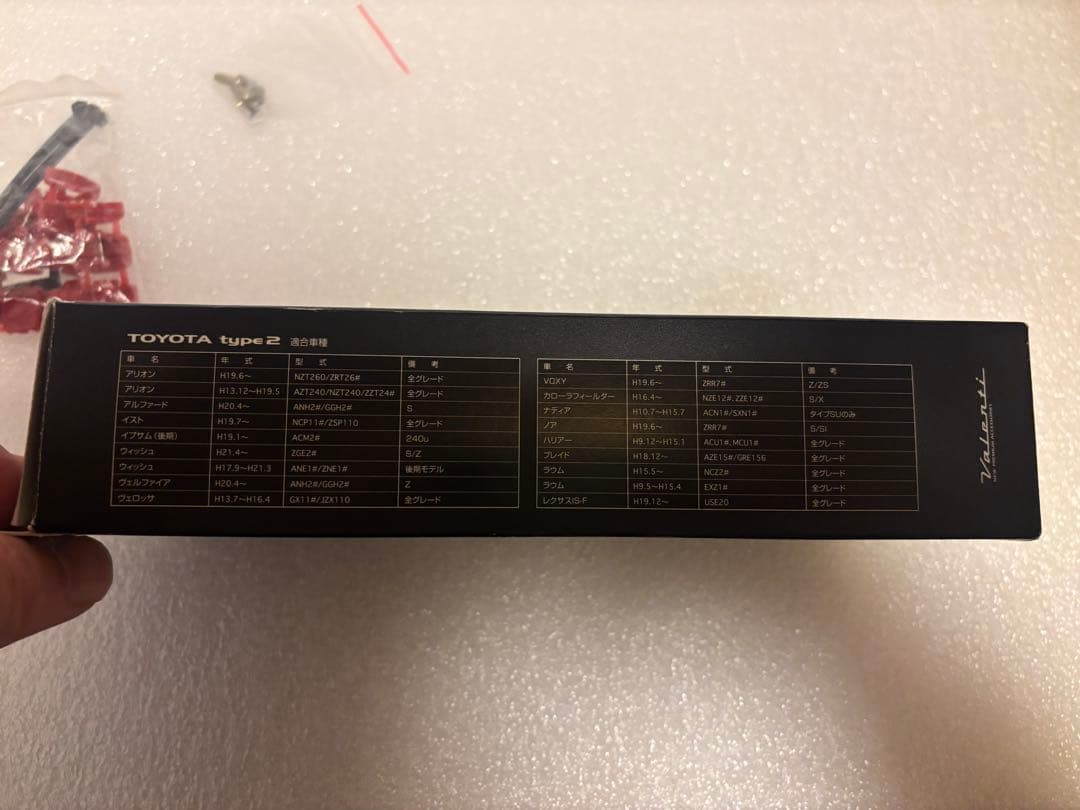 TOYOTA type2 適合車種
車 名 年 式 型 式 備 考
アリオン H19.6～ NZT260/ZRT26# 全グレード
アリオン H13.12～H19.5 AZT240/NZT240/ZZT24# 全グレード
アルファード H20.4～ ANH2#/GGH2# S
イスト H19.7～ NCP11#/ZSP110 全グレード
イプサム(後期) H19.1～ ACM2# 240u
ウィッシュ H21.4～ ZGE2# S/Z
ウィッシュ H17.9～H21.3 ANE1#/ZNE1# 後期モデル
ヴェルファイア H20.4～ ANH2#/GGH2# Z
ヴェロッサ H13.7～H16.4 GX11#/JZX110 全グレード
車 名 年 式 型 式 備 考
VOXY H19.6～ ZRR7# Z/ZS
カローラフィールダー H16.4～ NZE12#. ZZE12# S/X
ナディア H10.7～H15.7 ACN1#/SXN1# タイプSUのみ
ノア H19.6～ ZRR7# S/SI
ハリアー H9.12～H15.1 ACU1#. MCU1# 全グレード
ブレイド H18.12～ AZE15#/GRE156 全グレード
ラウム H15.5～ NCZ2# 全グレード
ラウム H9.5～H15.4 EXZ1# 全グレード
レクサスIS-F H19.12～ USE20 全グレード
Valenti